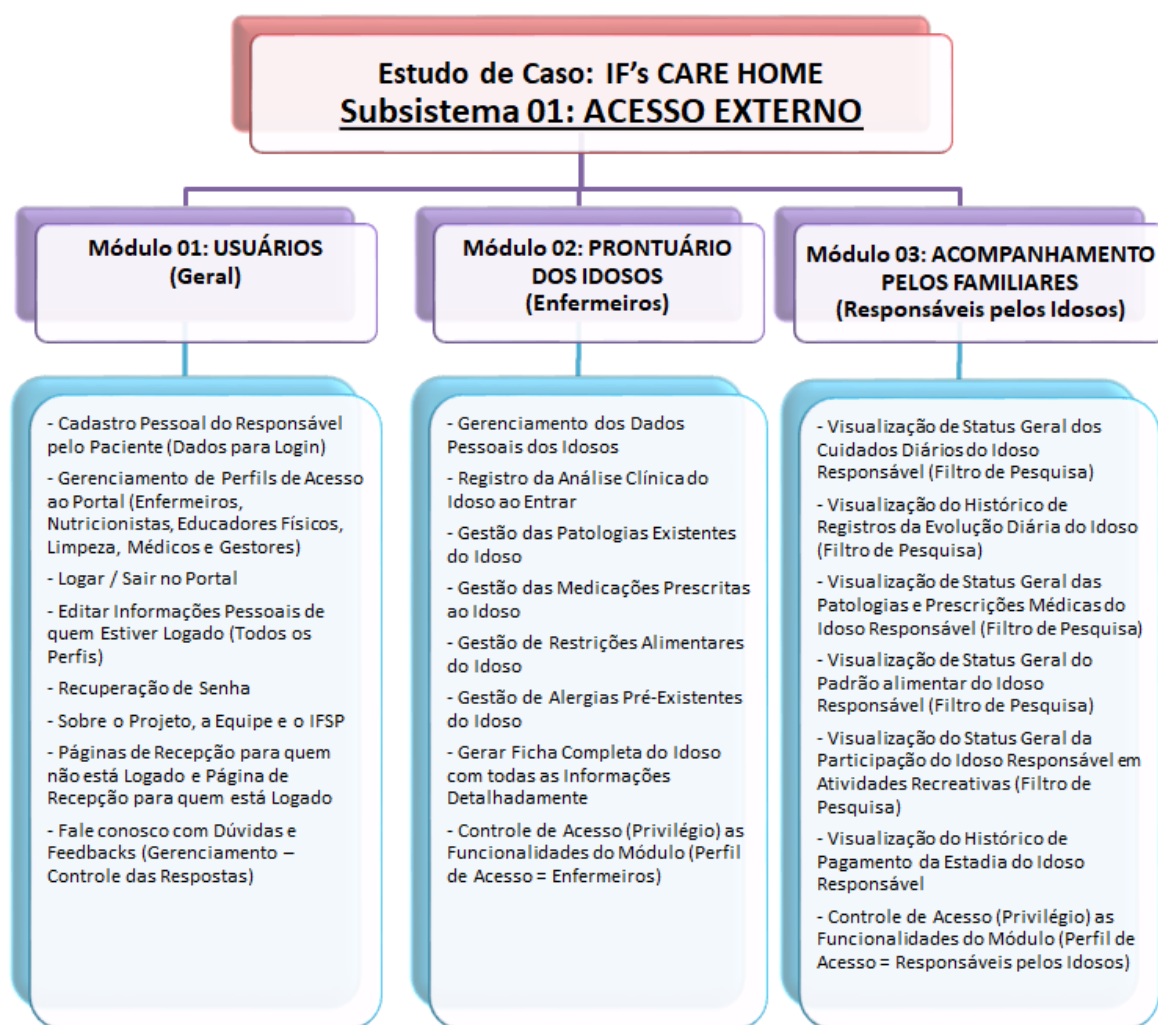 Estudo de Caso: IF's CARE HOME
Subsistema 01: ACESSO EXTERNO
Módulo 01: USUÁRIOS
(Geral)
- Cadastro Pessoal do Responsável
pelo Paciente (Dados para Login)
- Gerenciamento de Perfils de Acesso
ao Portal (Enfermeiros,
Nutricionistas, Educadores Físicos,
Limpeza, Médicos e Gestores)
- Logar / Sair no Portal
- Editar Informações Pessoais de
quem Estiver Logado (Todos os
Perfis)
- Recuperação de Senha
- Sobre o Projeto, a Equipe e o IFSP
- Páginas de Recepção para quem
não está Logado e Página de
Recepção para quem está Logado
- Fale conosco com Dúvidas e
Feedbacks (Gerenciamento –
Controle das Respostas)
Módulo 02: PRONTUÁRIO
DOS IDOSOS
(Enfermeiros)
- Gerenciamento dos Dados
Pessoais dos Idosos
- Registro da Análise Clínica do
Idoso ao Entrar
- Gestão das Patologias Existentes
do Idoso
- Gestão das Medicações Prescritas
ao Idoso
- Gestão de Restrições Alimentares
do Idoso
- Gestão de Alergias Pré-Existentes
do Idoso
- Gerar Ficha Completa do Idoso
com todas as Informações
Detalhadamente
- Controle de Acesso (Privilégio) as
Funcionalidades do Módulo (Perfil
de Acesso = Enfermeiros)
Módulo 03: ACOMPANHAMENTO
PELOS FAMILIARES
(Responsáveis pelos Idosos)
- Visualização de Status Geral dos
Cuidados Diários do Idoso
Responsável (Filtro de Pesquisa)
- Visualização do Histórico de
Registros da Evolução Diária do Idoso
(Filtro de Pesquisa)
- Visualização de Status Geral das
Patologias e Prescrições Médicas do
Idoso Responsável (Filtro de Pesquisa)
- Visualização de Status Geral do
Padrão alimentar do Idoso
Responsável (Filtro de Pesquisa)
- Visualização do Status Geral da
Participação do Idoso Responsável em
Atividades Recreativas (Filtro de
Pesquisa)
- Visualização do Histórico de
Pagamento da Estadia do Idoso
Responsável
- Controle de Acesso (Privilégio) as
Funcionalidades do Módulo (Perfil de
Acesso = Responsáveis pelos Idosos)